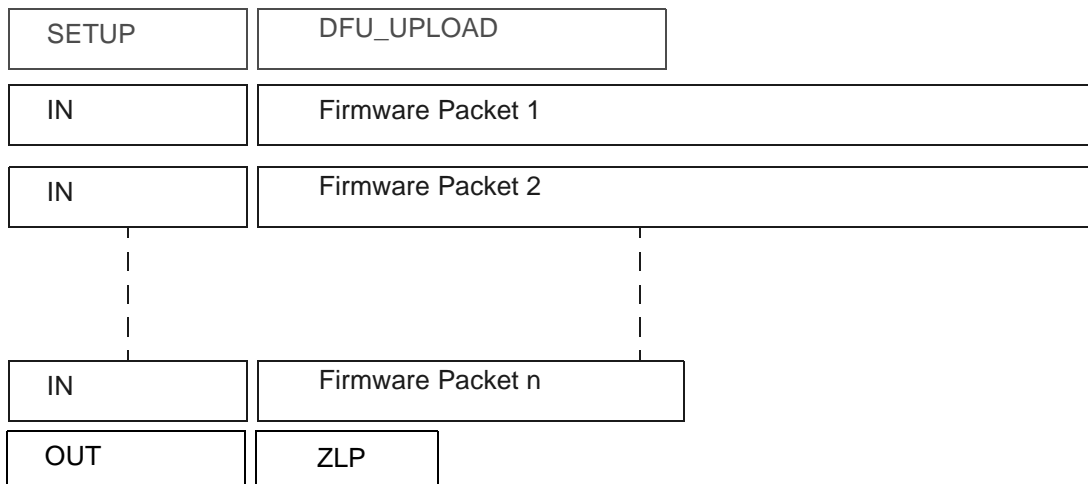 SETUP DFU_UPLOAD
IN Firmware Packet 1
IN Firmware Packet 2
IN Firmware Packet n
OUT ZLP